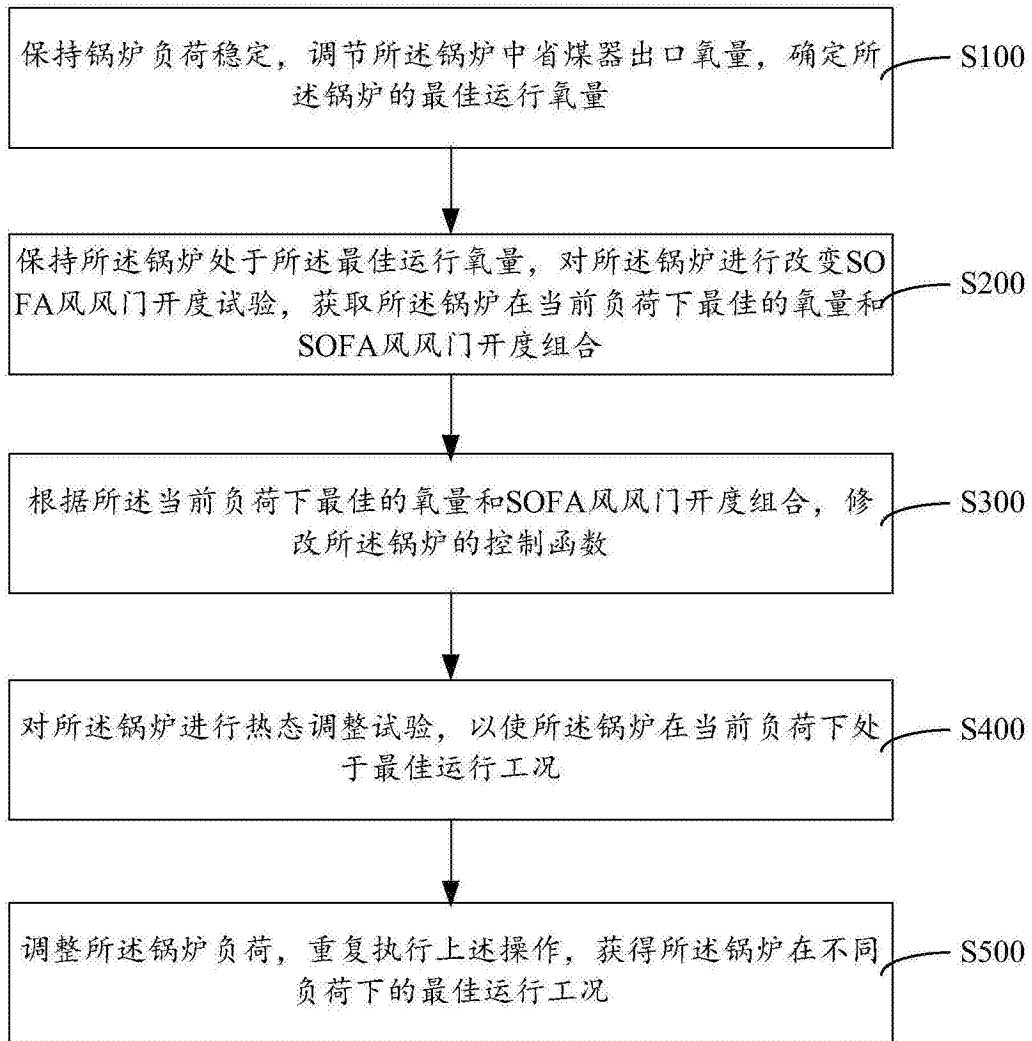 保持锅炉负荷稳定，调节所述锅炉中省煤器出口氧量，确定所
述锅炉的最佳运行氧量
S100
保持所述锅炉处于所述最佳运行氧量，对所述锅炉进行改变SO
FA风风门开度试验，获取所述锅炉在当前负荷下最佳的氧量和
SOFA风风门开度组合
S200
根据所述当前负荷下最佳的氧量和SOFA风风门开度组合，修
改所述锅炉的控制函数
S300
对所述锅炉进行热态调整试验，以使所述锅炉在当前负荷下处
于最佳运行工况
S400
调整所述锅炉负荷，重复执行上述操作，获得所述锅炉在不同
负荷下的最佳运行工况
S500